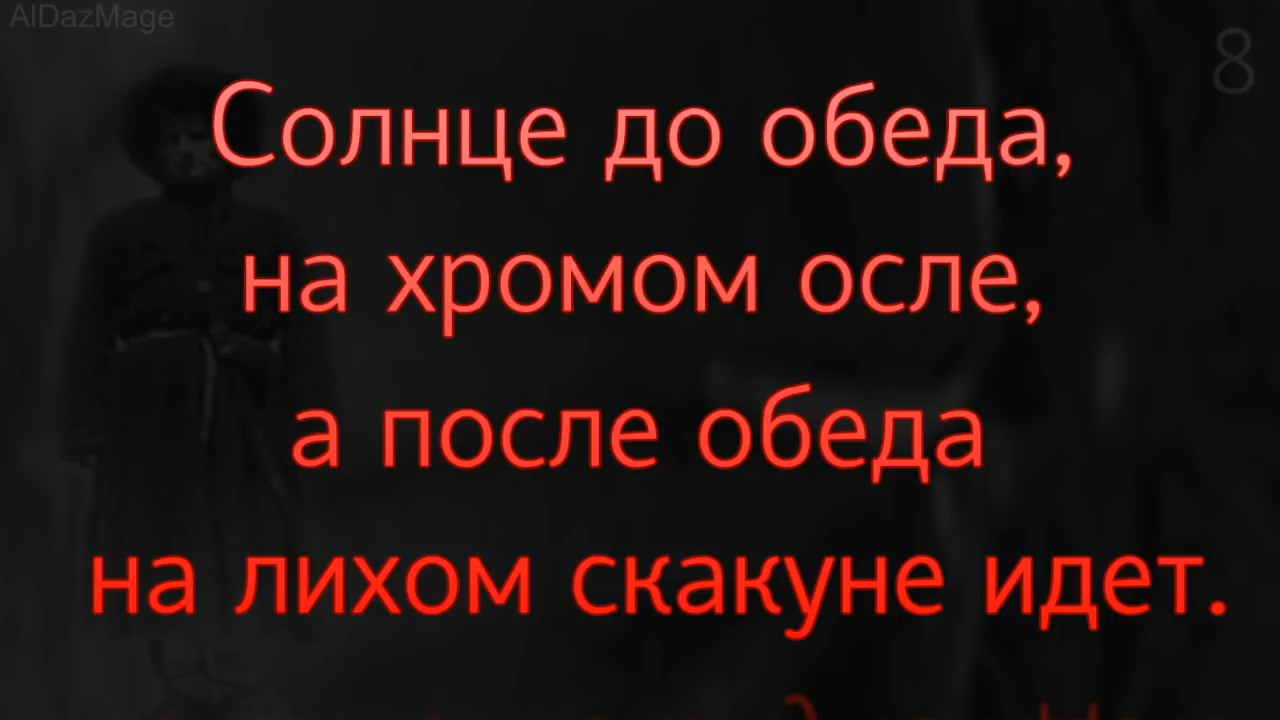 AlDazMage
8
Солнце до обеда,
на хромом осле,
а после обеда
на лихом скакуне идет.